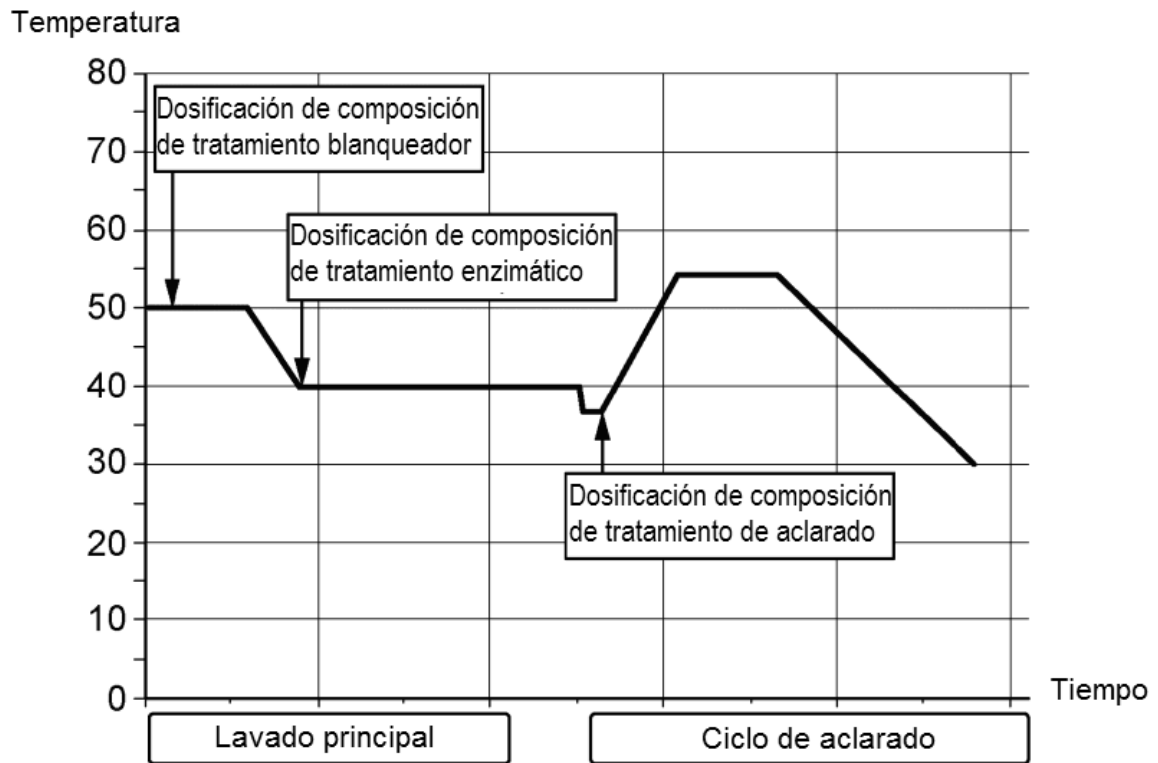 Temperatura
80
Dosificación de composición
de tratamiento blanqueador
70
60
Dosificación de composición
de tratamiento enzimático
50
40
30
Dosificación de composición
de tratamiento de aclarado
20
10
0
Tiempo
Lavado principal
Ciclo de aclarado